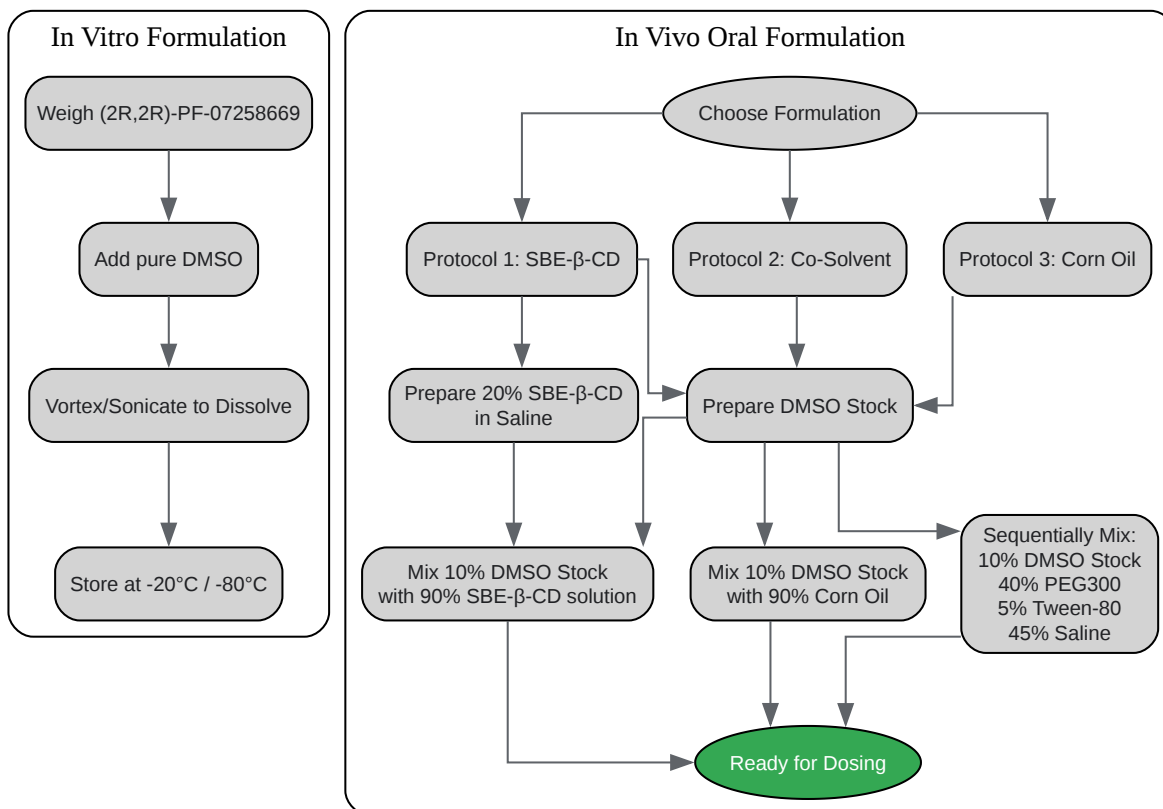 In Vitro Formulation
Weigh (2R,2R)-PF-07258669
Add pure DMSO
Vortex/Sonicate to Dissolve
Store at -20°C / -80°C
In Vivo Oral Formulation
Choose Formulation
Protocol 1: SBE-β-CD
Protocol 2: Co-Solvent
Protocol 3: Corn Oil
Prepare 20% SBE-β-CD
in Saline
Prepare DMSO Stock
Mix 10% DMSO Stock
with 90% SBE-β-CD solution
Mix 10% DMSO Stock
with 90% Corn Oil
Sequentially Mix:
10% DMSO Stock
40% PEG300
5% Tween-80
45% Saline
Ready for Dosing